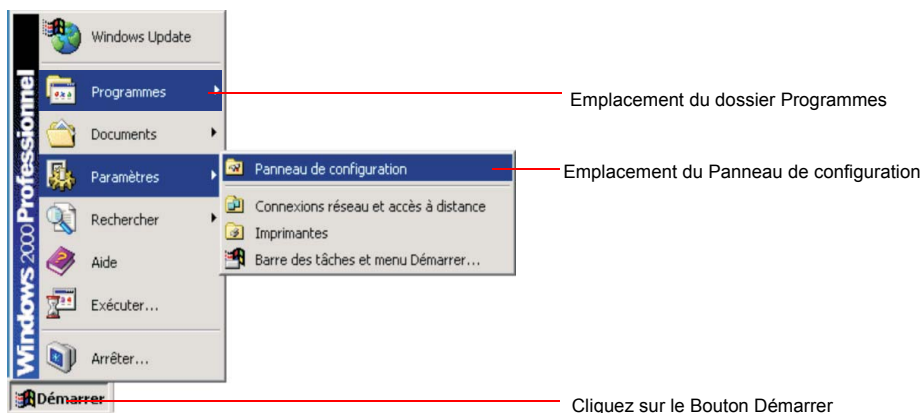 Windows 2000 Professionnel
Windows Update
Programmes
Documents
Paramètres
Rechercher
Aide
Exécuter...
Arrêter...
Démarrer
Panneau de configuration
Connexions réseau et accès à distance
Imprimantes
Barre des tâches et menu Démarrer...
Emplacement du dossier Programmes
Emplacement du Panneau de configuration
Cliquez sur le Bouton Démarrer